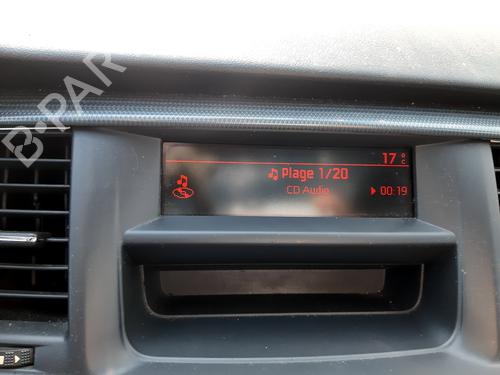 B-PARTS
17 °C
Plage 1/20
CD Audio 00:19